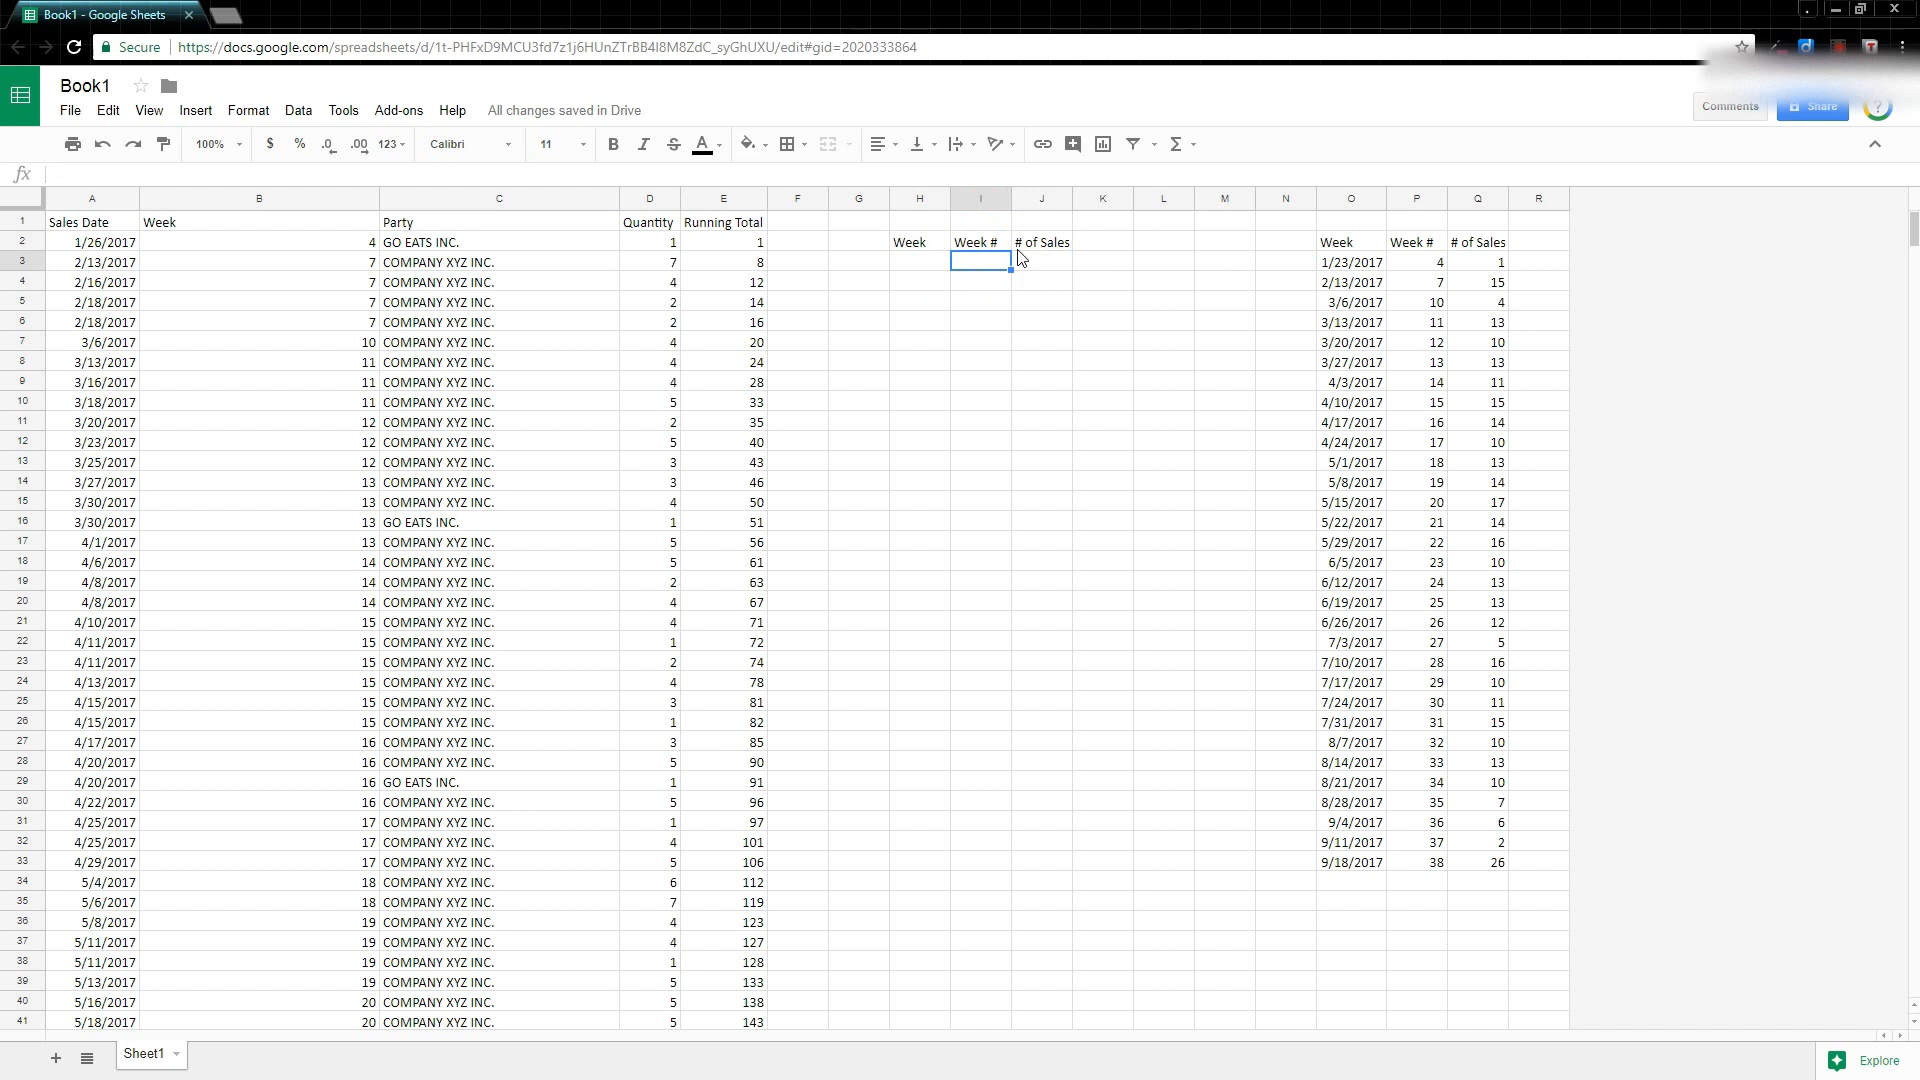 Book1 - Google Sheets
Secure https://docs.google.com/spreadsheets/d/1t-PHFxD9MCU3fd7z1j6HUnZTrBB4I8M8ZdC_syGhUXU/edit#gid=2020333864
Book1
File Edit View Insert Format Data Tools Add-ons Help All changes saved in Drive Comments Share
100% $ % .0 .00 123 Calibri 11 B I S A Σ
fx
A B C D E F G H I J K L M N O P Q R
1 Sales Date Week Party Quantity Running Total
2 1/26/2017 4 GO EATS INC. 1 1 Week Week # # of Sales Week Week # # of Sales
3 2/13/2017 7 COMPANY XYZ INC. 7 8 1/23/2017 4 1
4 2/16/2017 7 COMPANY XYZ INC. 4 12 2/13/2017 7 15
5 2/18/2017 7 COMPANY XYZ INC. 2 14 3/6/2017 10 4
6 2/18/2017 7 COMPANY XYZ INC. 2 16 3/13/2017 11 13
7 3/6/2017 10 COMPANY XYZ INC. 4 20 3/20/2017 12 10
8 3/13/2017 11 COMPANY XYZ INC. 4 24 3/27/2017 13 13
9 3/16/2017 11 COMPANY XYZ INC. 4 28 4/3/2017 14 11
10 3/18/2017 11 COMPANY XYZ INC. 5 33 4/10/2017 15 15
11 3/20/2017 12 COMPANY XYZ INC. 2 35 4/17/2017 16 14
12 3/23/2017 12 COMPANY XYZ INC. 5 40 4/24/2017 17 10
13 3/25/2017 12 COMPANY XYZ INC. 3 43 5/1/2017 18 13
14 3/27/2017 13 COMPANY XYZ INC. 3 46 5/8/2017 19 14
15 3/30/2017 13 COMPANY XYZ INC. 4 50 5/15/2017 20 17
16 3/30/2017 13 GO EATS INC. 1 51 5/22/2017 21 14
17 4/1/2017 13 COMPANY XYZ INC. 5 56 5/29/2017 22 16
18 4/6/2017 14 COMPANY XYZ INC. 5 61 6/5/2017 23 10
19 4/8/2017 14 COMPANY XYZ INC. 2 63 6/12/2017 24 13
20 4/8/2017 14 COMPANY XYZ INC. 4 67 6/19/2017 25 13
21 4/10/2017 15 COMPANY XYZ INC. 4 71 6/26/2017 26 12
22 4/11/2017 15 COMPANY XYZ INC. 1 72 7/3/2017 27 5
23 4/11/2017 15 COMPANY XYZ INC. 2 74 7/10/2017 28 16
24 4/13/2017 15 COMPANY XYZ INC. 4 78 7/17/2017 29 10
25 4/15/2017 15 COMPANY XYZ INC. 3 81 7/24/2017 30 11
26 4/15/2017 15 COMPANY XYZ INC. 1 82 7/31/2017 31 15
27 4/17/2017 16 COMPANY XYZ INC. 3 85 8/7/2017 32 10
28 4/20/2017 16 COMPANY XYZ INC. 5 90 8/14/2017 33 13
29 4/20/2017 16 GO EATS INC. 1 91 8/21/2017 34 10
30 4/22/2017 16 COMPANY XYZ INC. 5 96 8/28/2017 35 7
31 4/25/2017 17 COMPANY XYZ INC. 1 97 9/4/2017 36 6
32 4/25/2017 17 COMPANY XYZ INC. 4 101 9/11/2017 37 2
33 4/29/2017 17 COMPANY XYZ INC. 5 106 9/18/2017 38 26
34 5/4/2017 18 COMPANY XYZ INC. 6 112
35 5/6/2017 18 COMPANY XYZ INC. 7 119
36 5/8/2017 19 COMPANY XYZ INC. 4 123
37 5/11/2017 19 COMPANY XYZ INC. 4 127
38 5/11/2017 19 COMPANY XYZ INC. 1 128
39 5/13/2017 19 COMPANY XYZ INC. 5 133
40 5/16/2017 20 COMPANY XYZ INC. 5 138
41 5/18/2017 20 COMPANY XYZ INC. 5 143
Sheet1 Explore